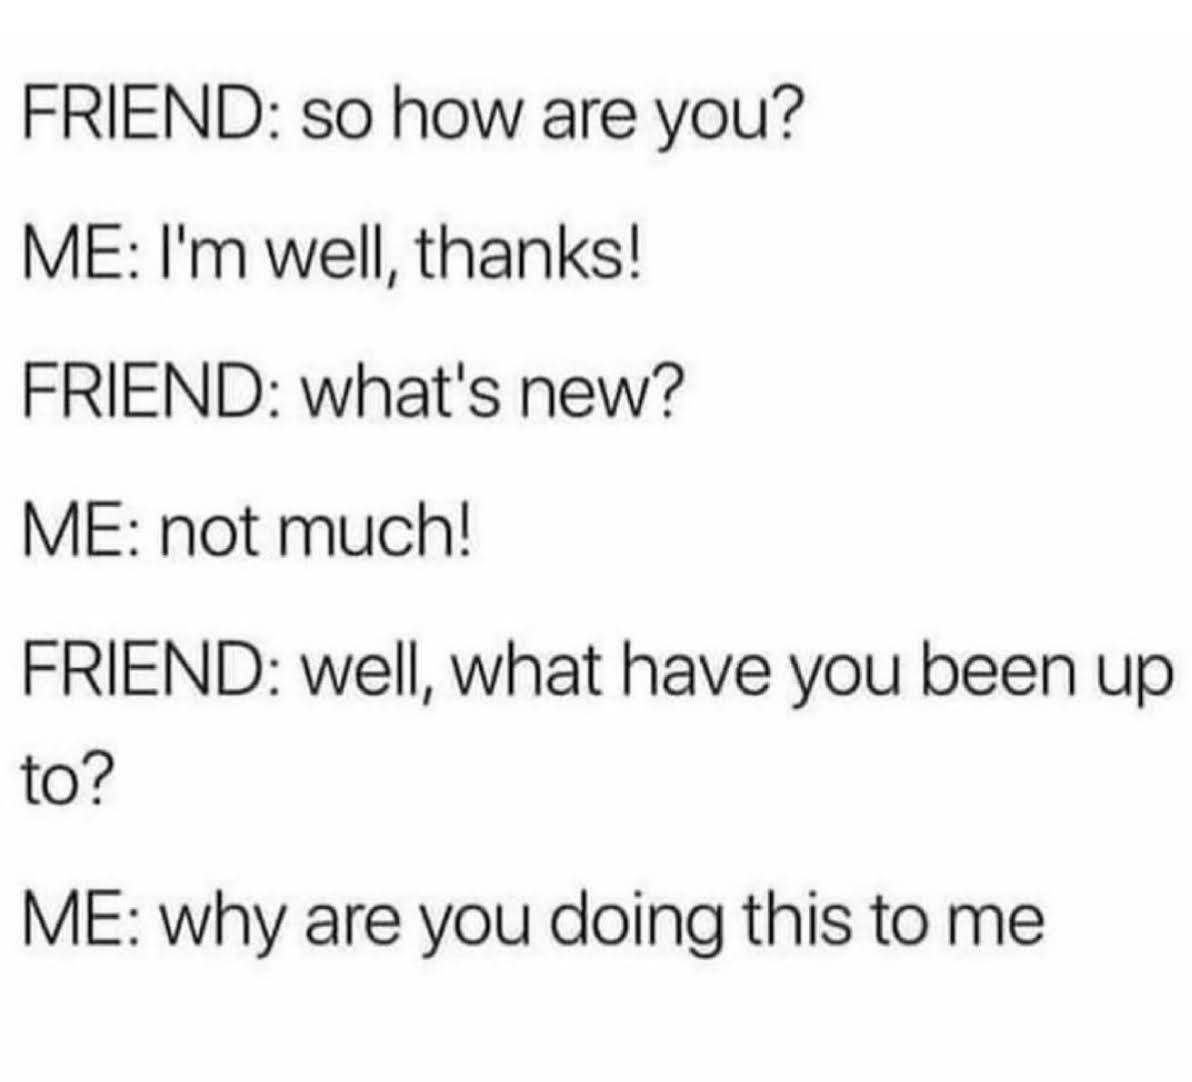 FRIEND: so how are you?
ME: I'm well, thanks!
FRIEND: what's new?
ME: not much!
FRIEND: well, what have you been up
to?
ME: why are you doing this to me